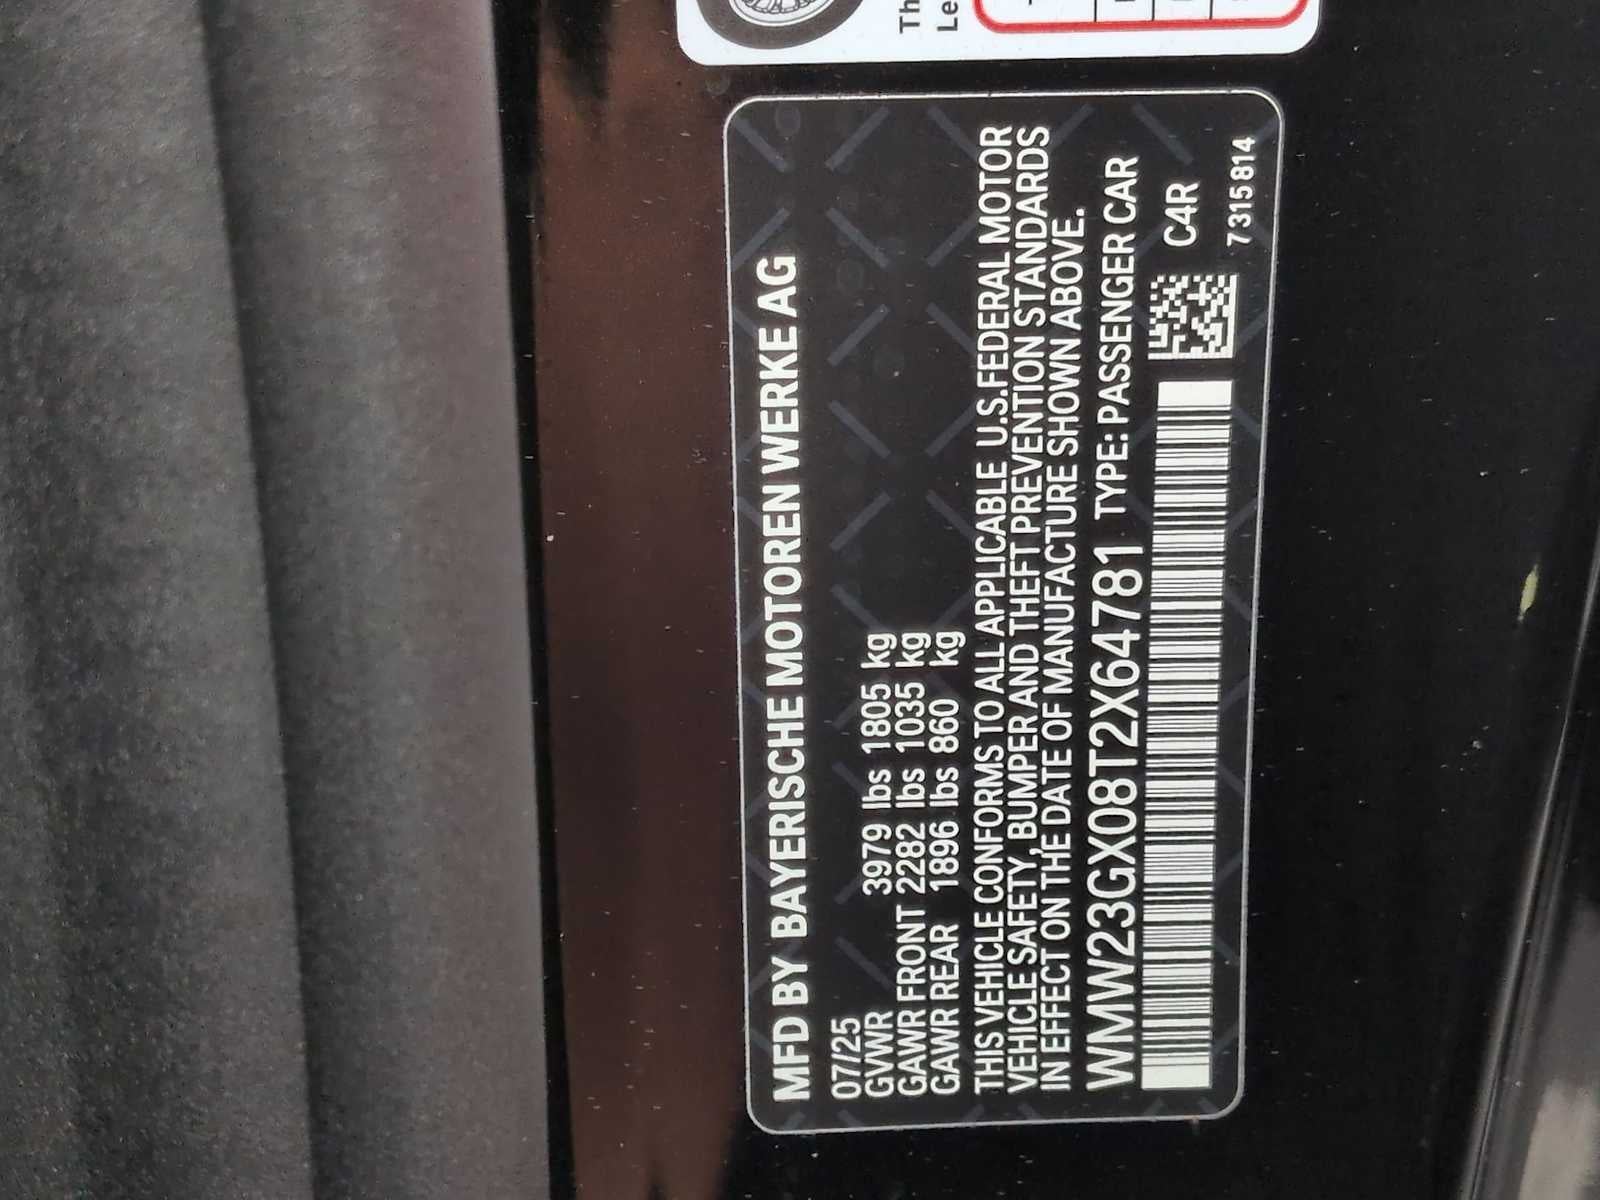 Th
Le
MFD BY BAYERISCHE MOTOREN WERKE AG
07/25
GVWR 3979 lbs 1805 kg
GAWR FRONT 2282 lbs 1035 kg
GAWR REAR 1896 lbs 860 kg
THIS VEHICLE CONFORMS TO ALL APPLICABLE U.S.FEDERAL MOTOR
VEHICLE SAFETY, BUMPER AND THEFT PREVENTION STANDARDS
IN EFFECT ON THE DATE OF MANUFACTURE SHOWN ABOVE.
WMW23GX08T2X64781 TYPE: PASSENGER CAR
C4R
7315814